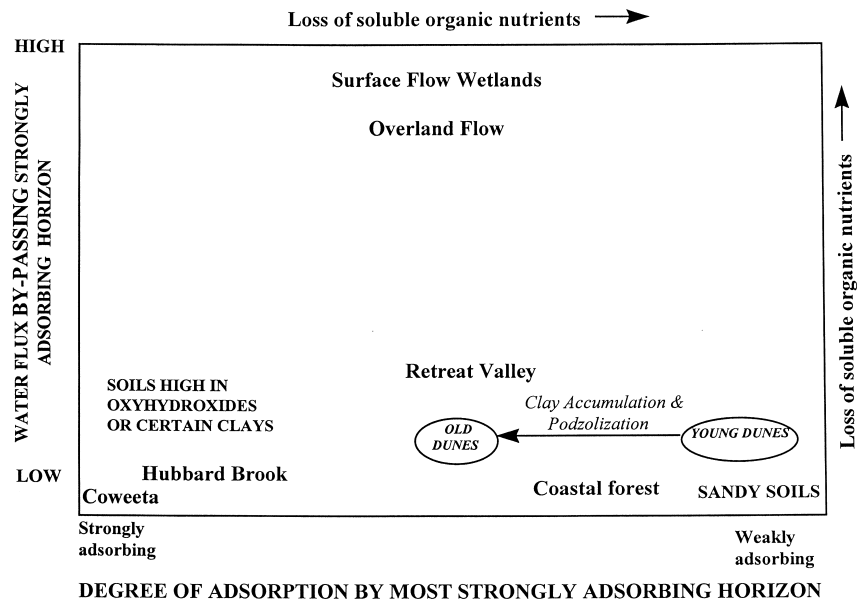 Loss of soluble organic nutrients
HIGH
Surface Flow Wetlands
Overland Flow
WATER FLUX BY-PASSING STRONGLY
ADSORBING HORIZON
Loss of soluble organic nutrients
Retreat Valley
SOILS HIGH IN
OXYHYDROXIDES
OR CERTAIN CLAYS
Clay Accumulation &
Podzolization
OLD
DUNES
YOUNG DUNES
LOW
Hubbard Brook
Coweeta
Coastal forest
SANDY SOILS
Strongly
adsorbing
Weakly
adsorbing
DEGREE OF ADSORPTION BY MOST STRONGLY ADSORBING HORIZON